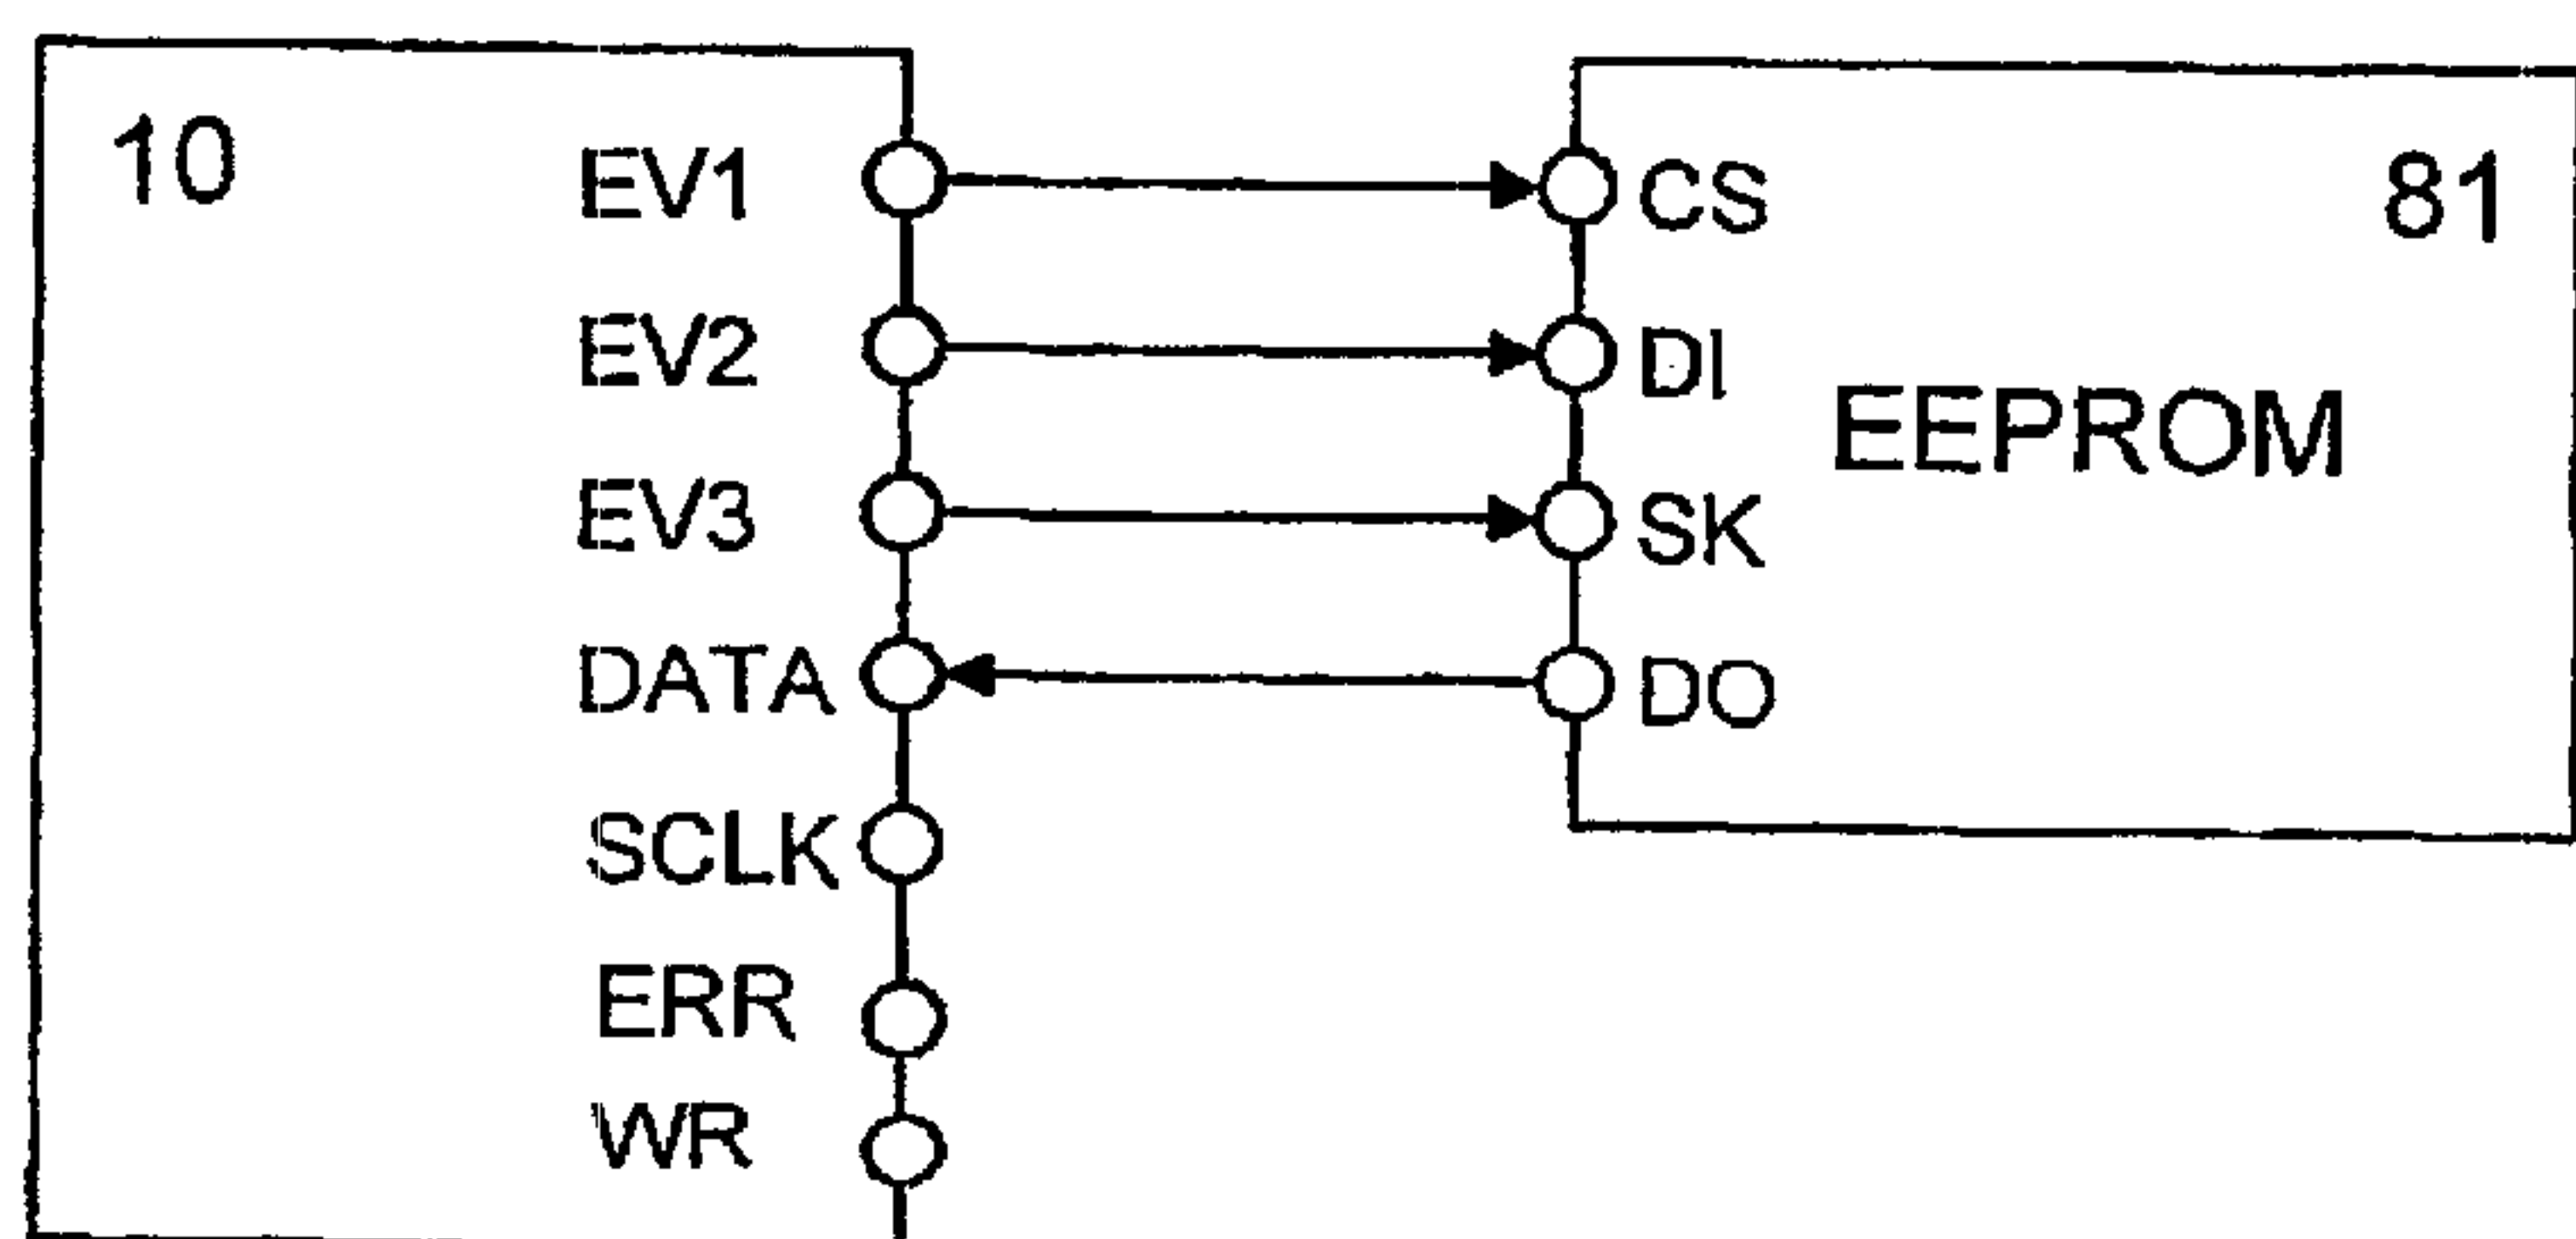 10
EV1
EV2
EV3
DATA
SCLK
ERR
WR
CS
DI
SK
DO
81
EEPROM